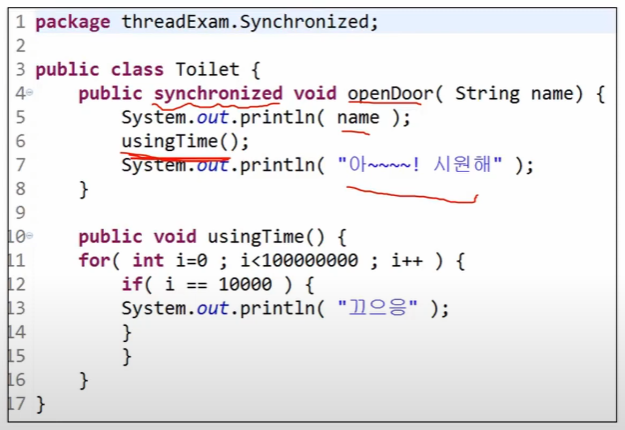 1 package threadExam.Synchronized;
2
3 public class Toilet {
4 public synchronized void openDoor( String name) {
5 System.out.println( name );
6 usingTime();
7 System.out.println( "아~~~~! 시원해" );
8 }
9
10 public void usingTime() {
11 for( int i=0 ; i<100000000 ; i++ ) {
12 if( i == 10000 ) {
13 System.out.println( "끄으응" );
14 }
15 }
16 }
17 }